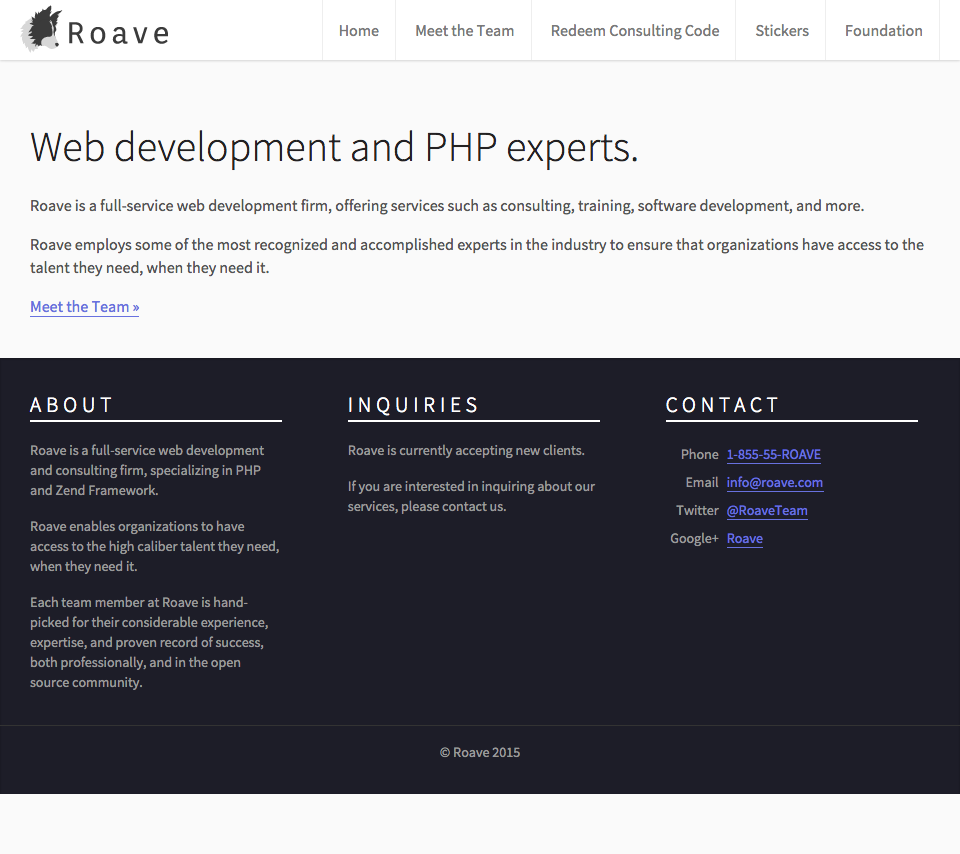 Roave
Home
Meet the Team
Redeem Consulting Code
Stickers
Foundation
Web development and PHP experts.
Roave is a full-service web development firm, offering services such as consulting, training, software development, and more.
Roave employs some of the most recognized and accomplished experts in the industry to ensure that organizations have access to the
talent they need, when they need it.
Meet the Team »
ABOUT
Roave is a full-service web development
and consulting firm, specializing in PHP
and Zend Framework.
Roave enables organizations to have
access to the high caliber talent they need,
when they need it.
Each team member at Roave is hand-
picked for their considerable experience,
expertise, and proven record of success,
both professionally, and in the open
source community.
INQUIRIES
Roave is currently accepting new clients.
If you are interested in inquiring about our
services, please contact us.
CONTACT
Phone 1-855-55-ROAVE
Email info@roave.com
Twitter @RoaveTeam
Google+ Roave
© Roave 2015